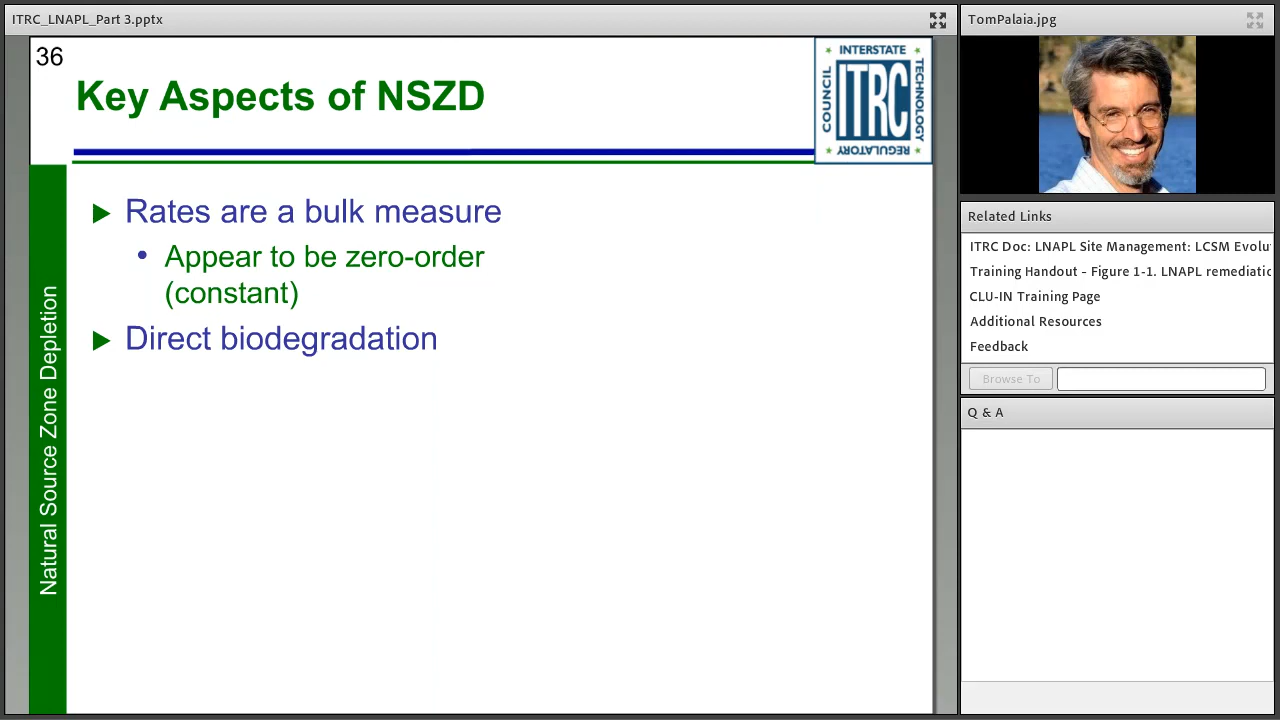 ITRC_LNAPL_Part 3.pptx
36
Key Aspects of NSZD
INTERSTATE
TECHNOLOGY
REGULATORY
COUNCIL
ITRC
Natural Source Zone Depletion
Rates are a bulk measure
Appear to be zero-order
(constant)
Direct biodegradation
TomPalaia.jpg
Related Links
ITRC Doc: LNAPL Site Management: LCSM Evolu
Training Handout - Figure 1-1. LNAPL remediatic
CLU-IN Training Page
Additional Resources
Feedback
Browse To
Q & A